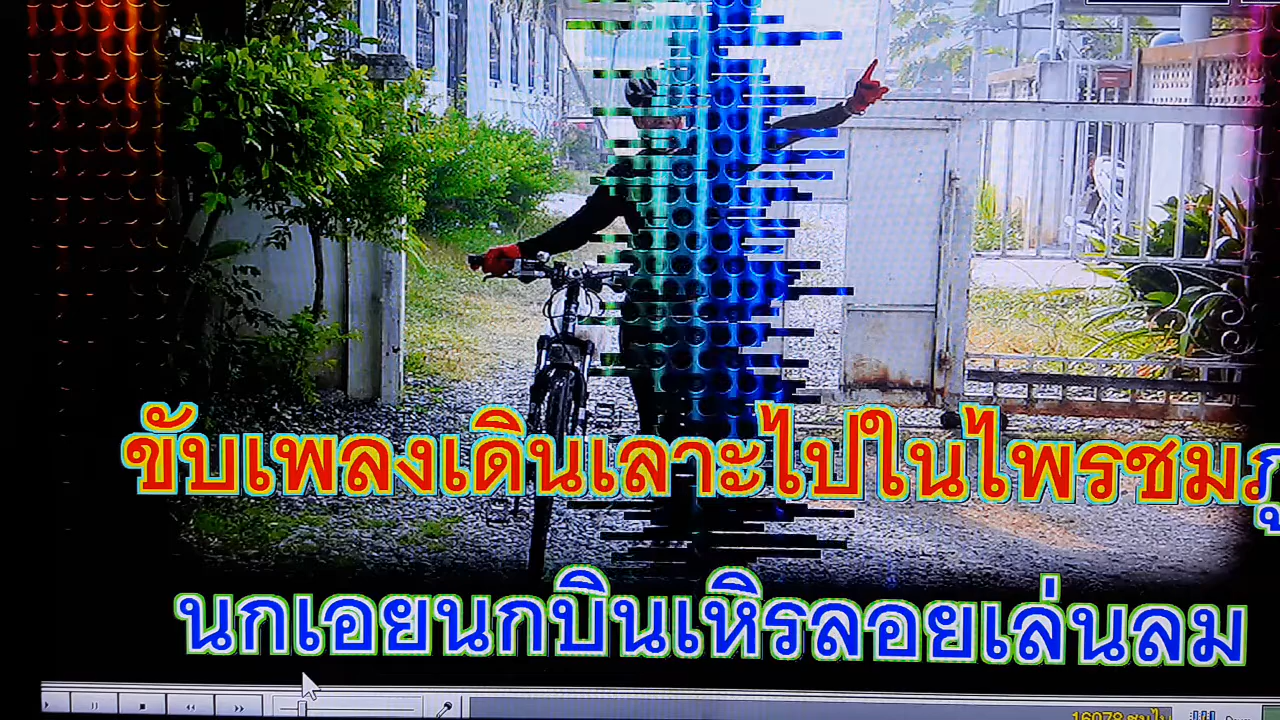 ขับเพลงเดินเลาะไปในไพรชมภู
นกเอยนกบินเหิรลอยเล่นลม